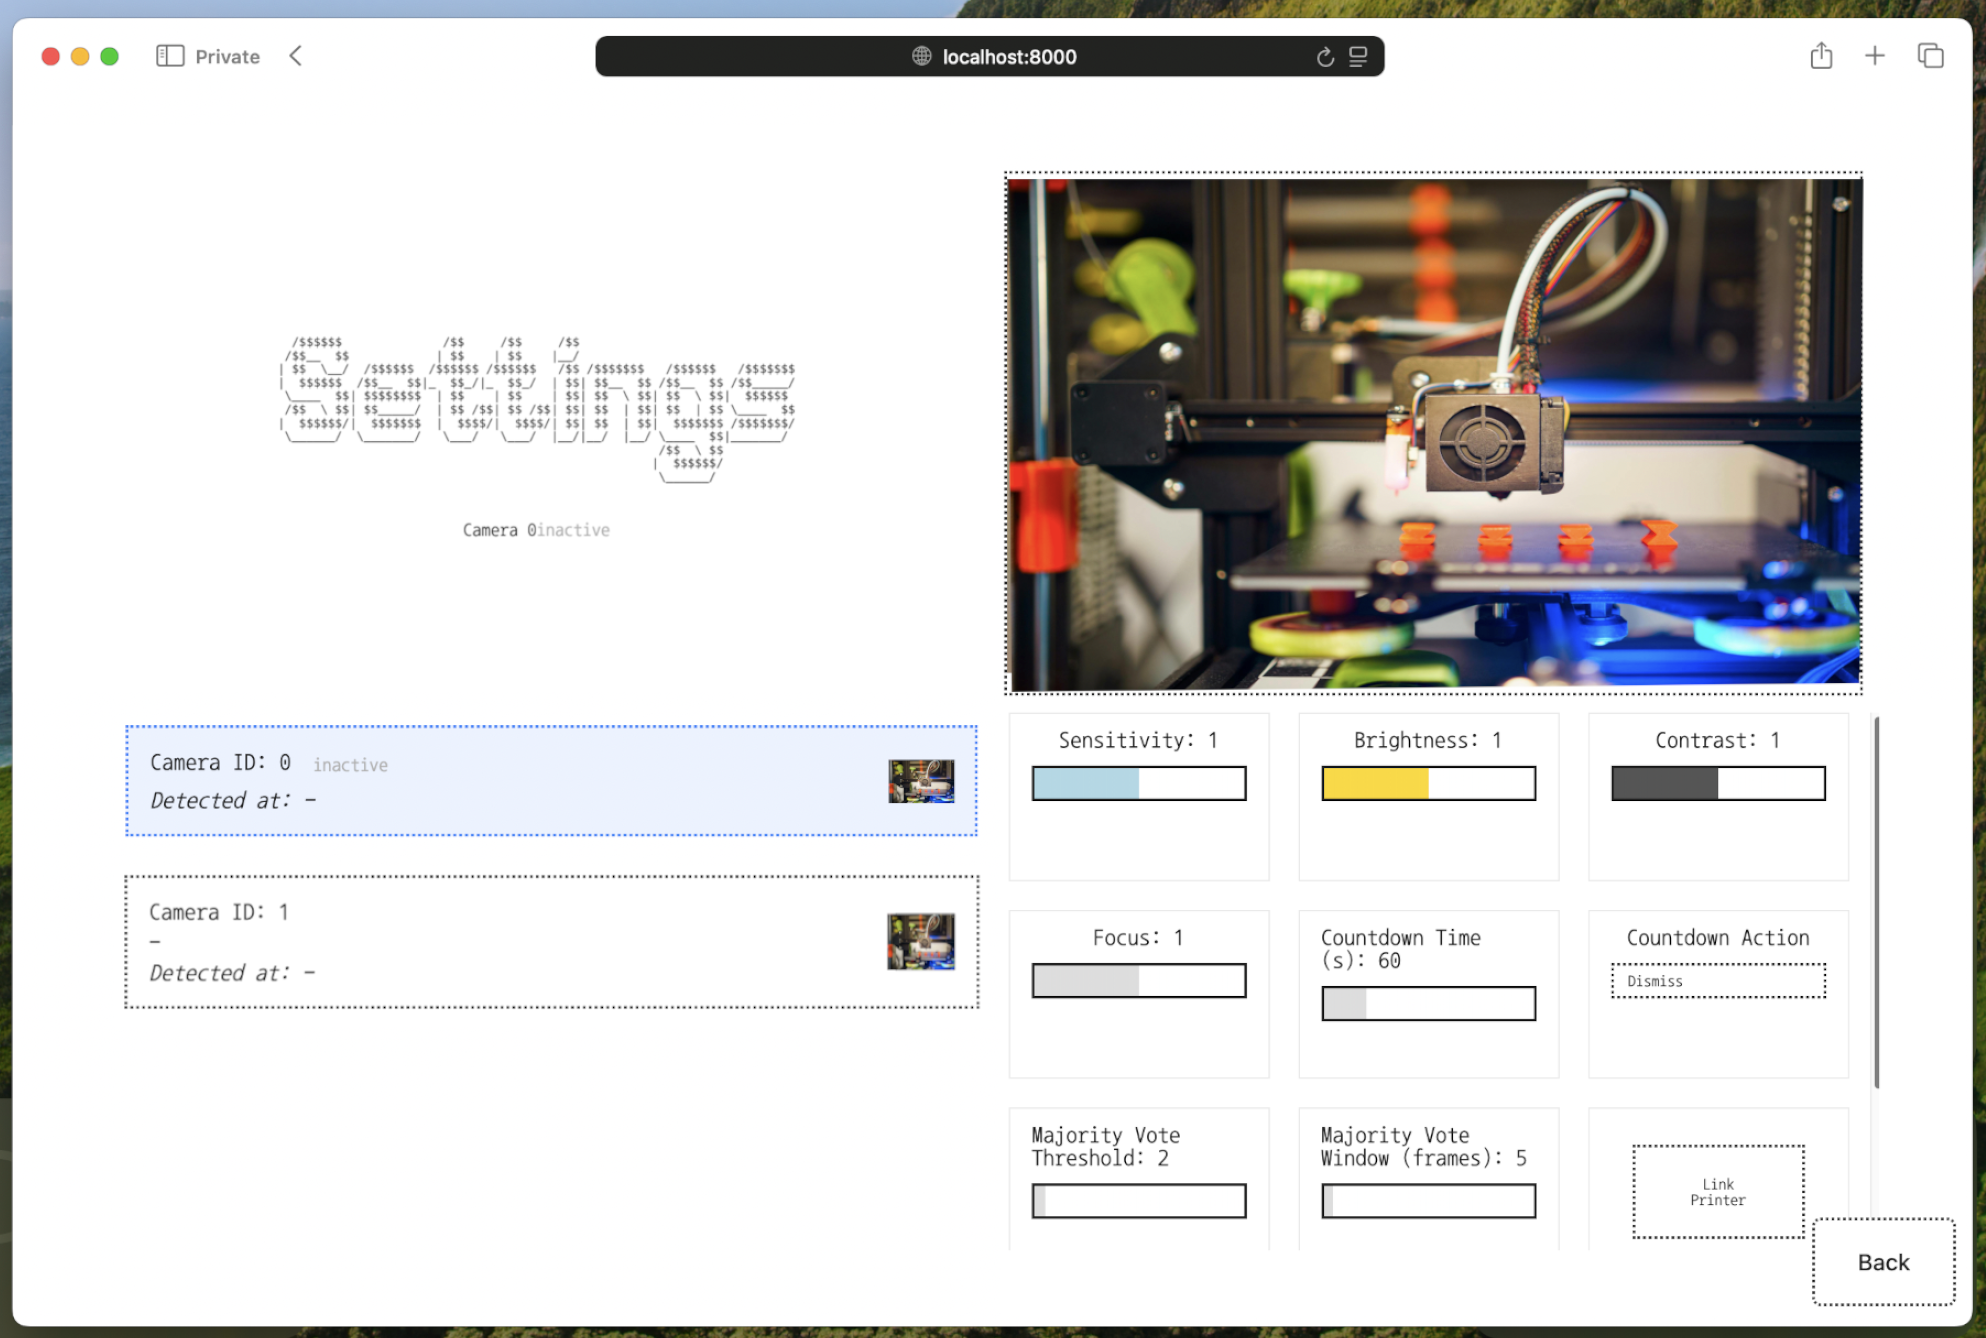 Private
localhost:8000
Settings
Camera 0inactive
Camera ID: 0 inactive
Detected at: –
Camera ID: 1
–
Detected at: –
Sensitivity: 1
Brightness: 1
Contrast: 1
Focus: 1
Countdown Time
(s): 60
Countdown Action
Dismiss
Majority Vote
Threshold: 2
Majority Vote
Window (frames): 5
Link
Printer
Back